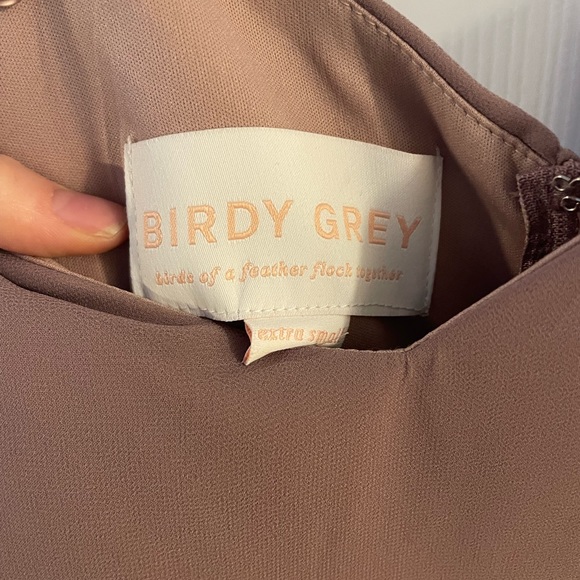 BIRDY GREY
birds of a feather flock together
extra small